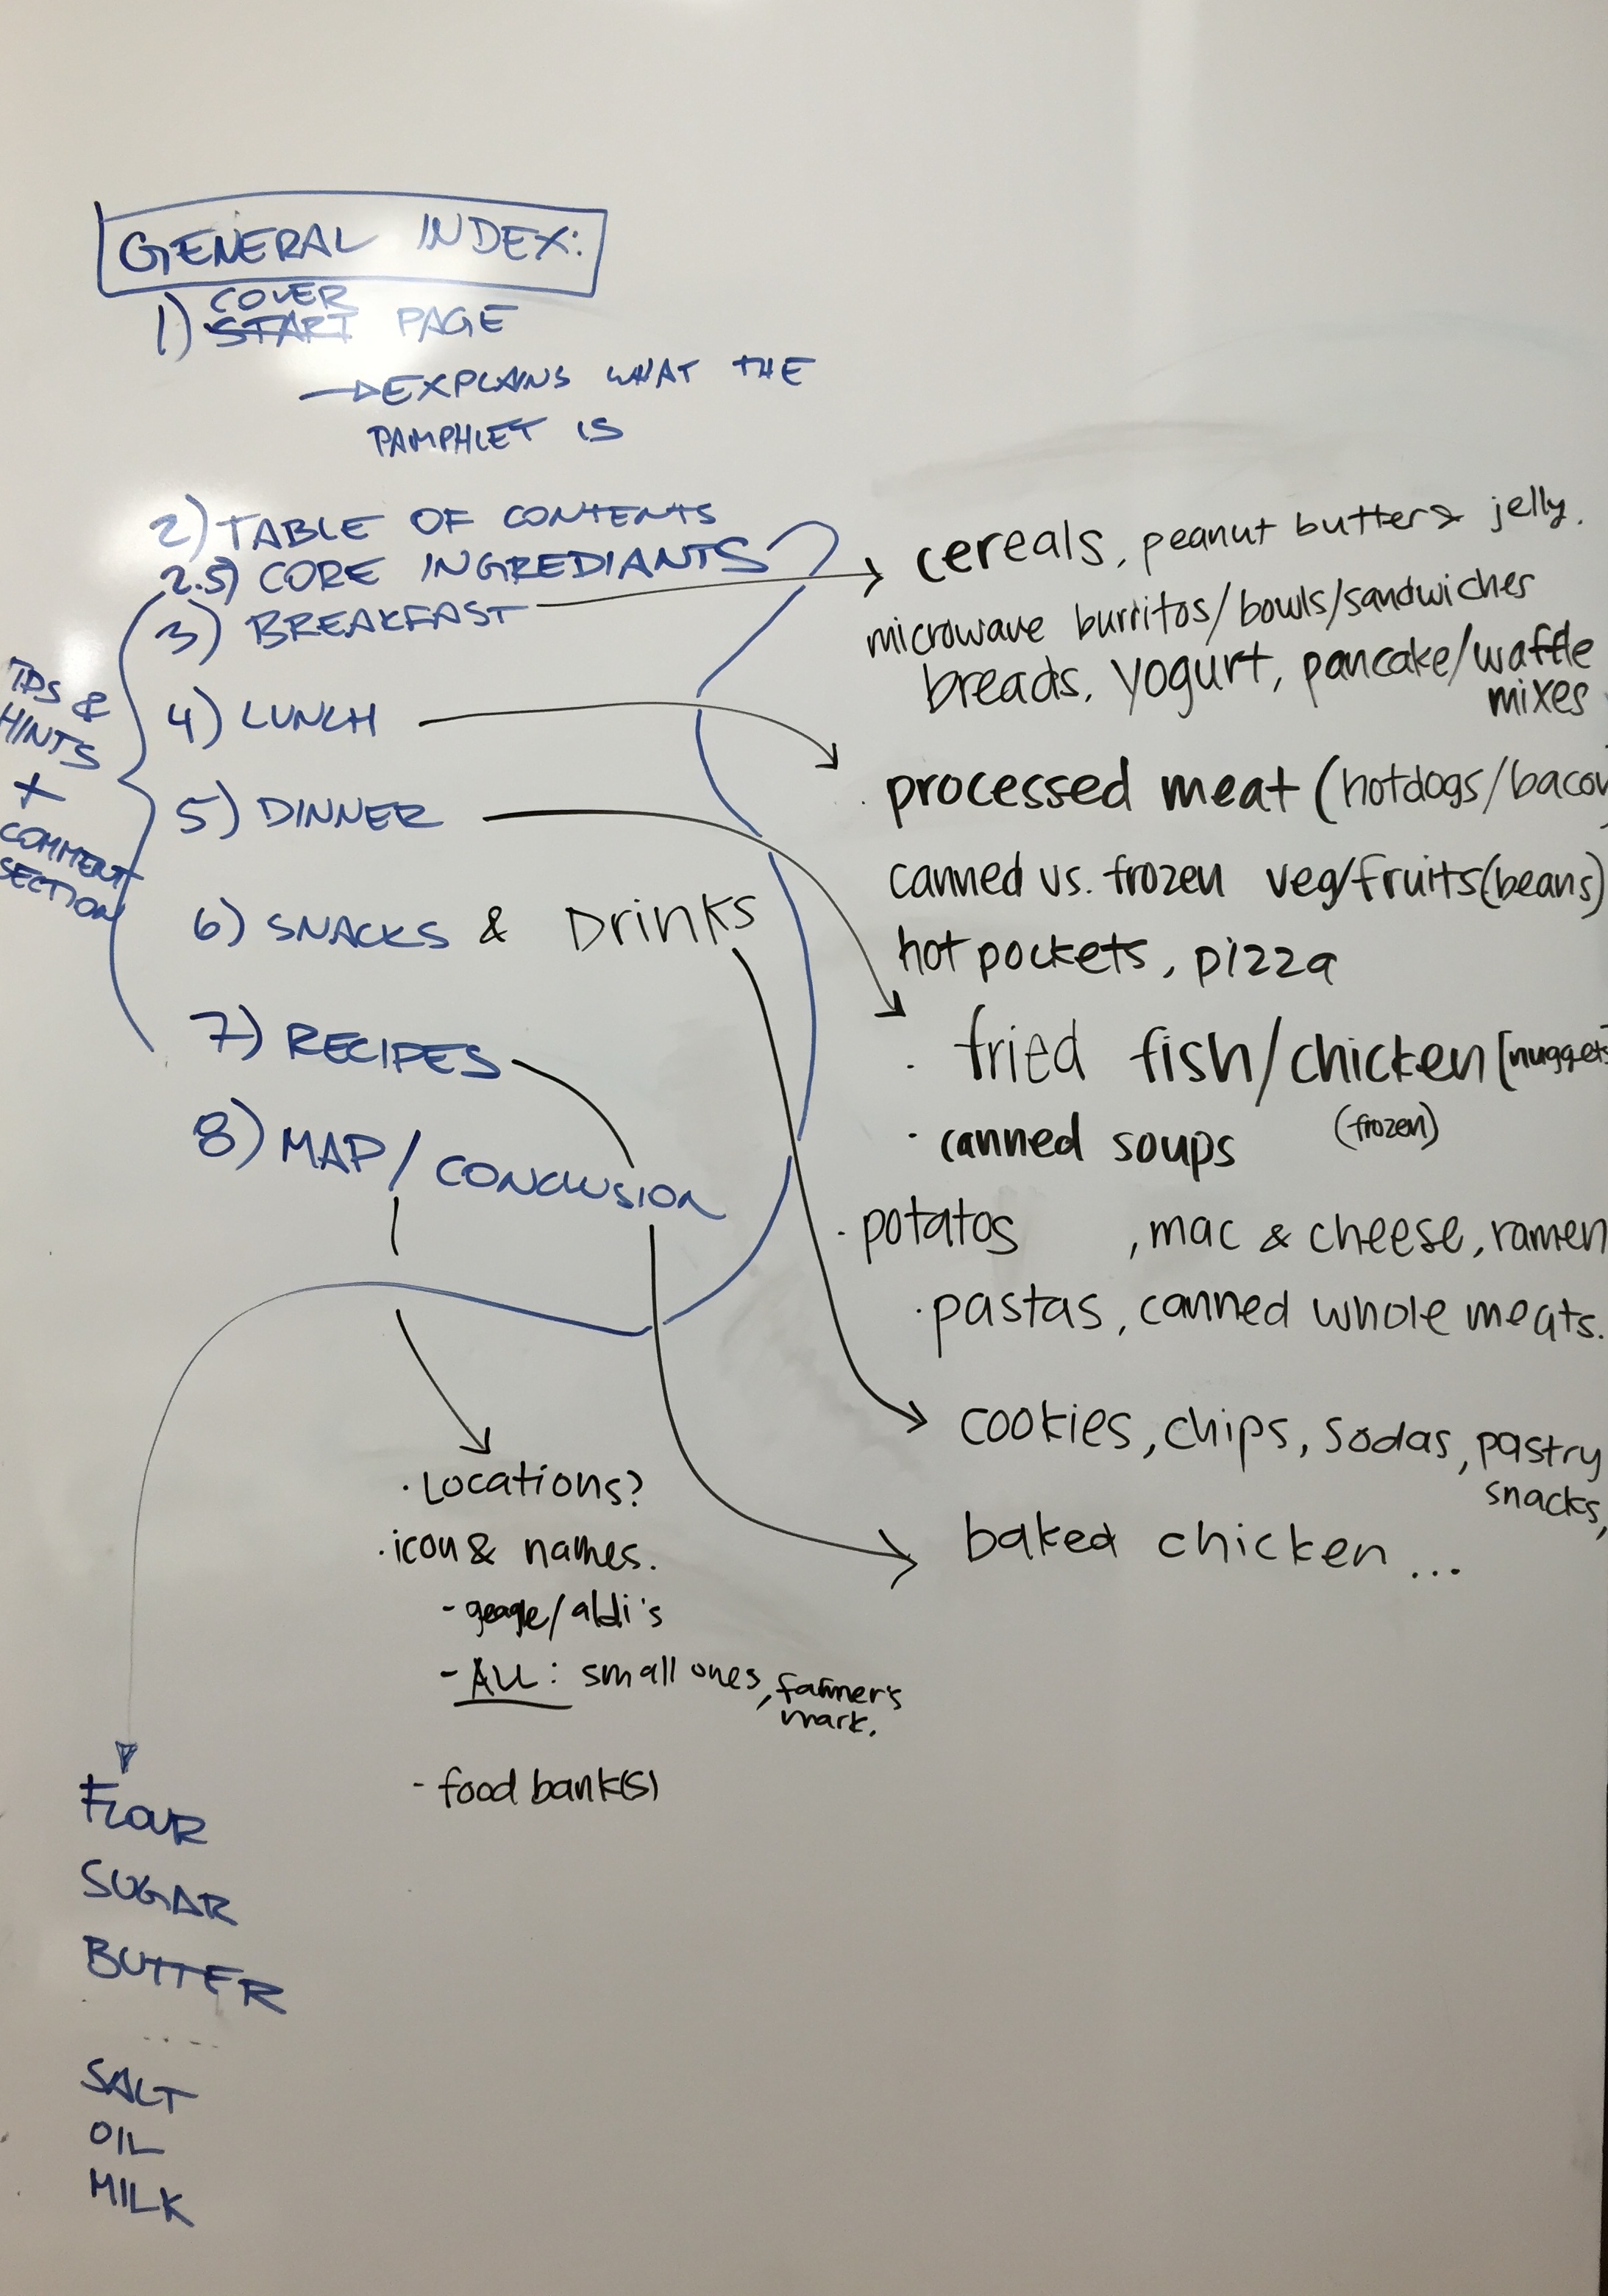 GENERAL INDEX:
COVER
1) START PAGE
EXPLAINS WHAT THE
PAMPHLET IS
2) TABLE OF CONTENTS
2.5) CORE INGREDIANTS
3) BREAKFAST
4) LUNCH
5) DINNER
6) SNACKS & Drinks
7) RECIPES
8) MAP / CONCLUSION
TIPS &
HINTS
+
COMMENT
SECTION
cereals, peanut butter & jelly.
microwave burritos/bowls/sandwiches
breads, yogurt, pancake/waffle
mixes
processed meat (hotdogs/bacon
canned vs. frozen veg/fruits (beans)
hot pockets, pizza
· fried fish/chicken [nuggets
(frozen)
· canned soups
· potatos , mac & cheese, ramen
· pastas, canned whole meats.
cookies, chips, sodas, pastry
snacks,
baked chicken ...
· Locations?
· icon & names.
- /aldi's
- ALL: small ones, farmer's
mark.
- food bank(s)
FLOUR
SUGAR
BUTTER
SALT
OIL
MILK